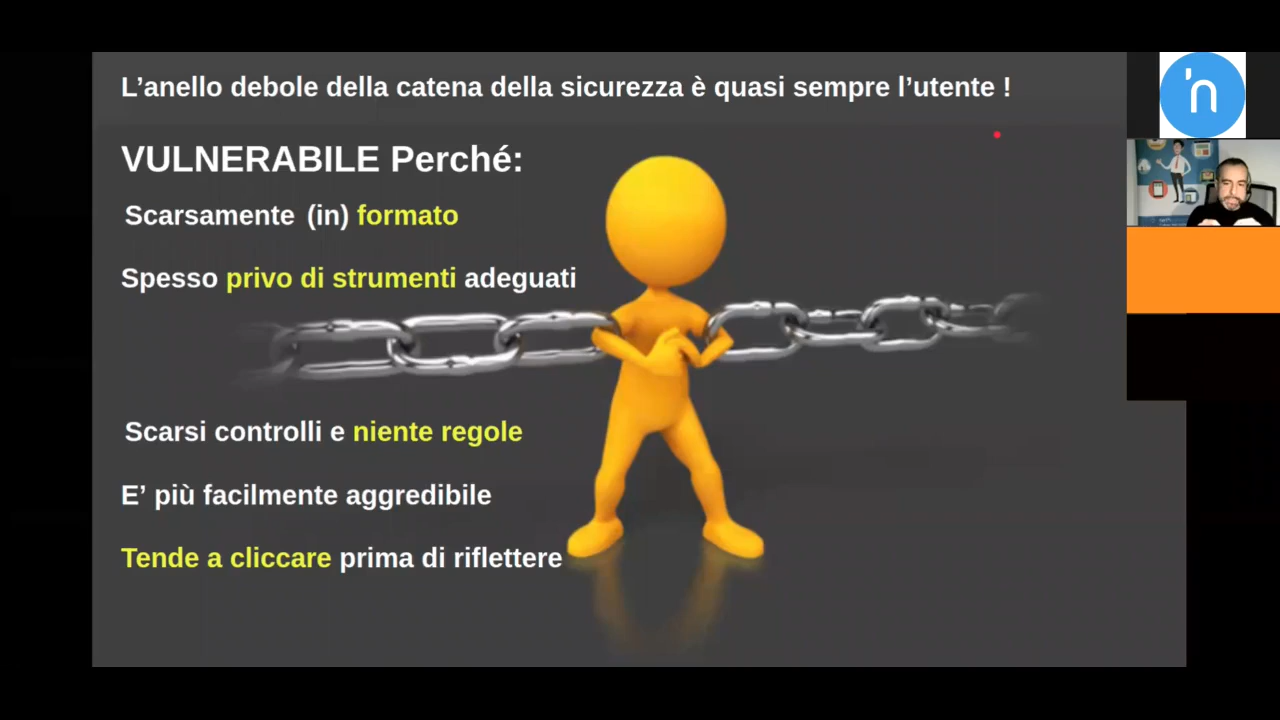 L’anello debole della catena della sicurezza è quasi sempre l’utente !
VULNERABILE Perché:
Scarsamente (in) formato
Spesso privo di strumenti adeguati
Scarsi controlli e niente regole
E’ più facilmente aggredibile
Tende a cliccare prima di riflettere